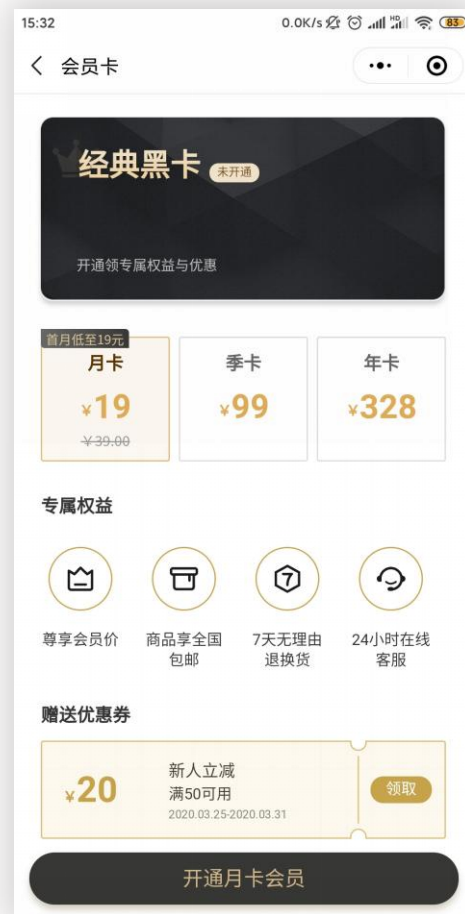 15:32
0.0K/s
HD
83
会员卡
经典黑卡
未开通
开通领专属权益与优惠
首月低至19元
月卡
季卡
年卡
¥19
¥99
¥328
¥39.00
专属权益
7
尊享会员价
商品享全国
包邮
7天无理由
退换货
24小时在线
客服
赠送优惠券
¥20
新人立减
满50可用
2020.03.25-2020.03.31
领取
开通月卡会员